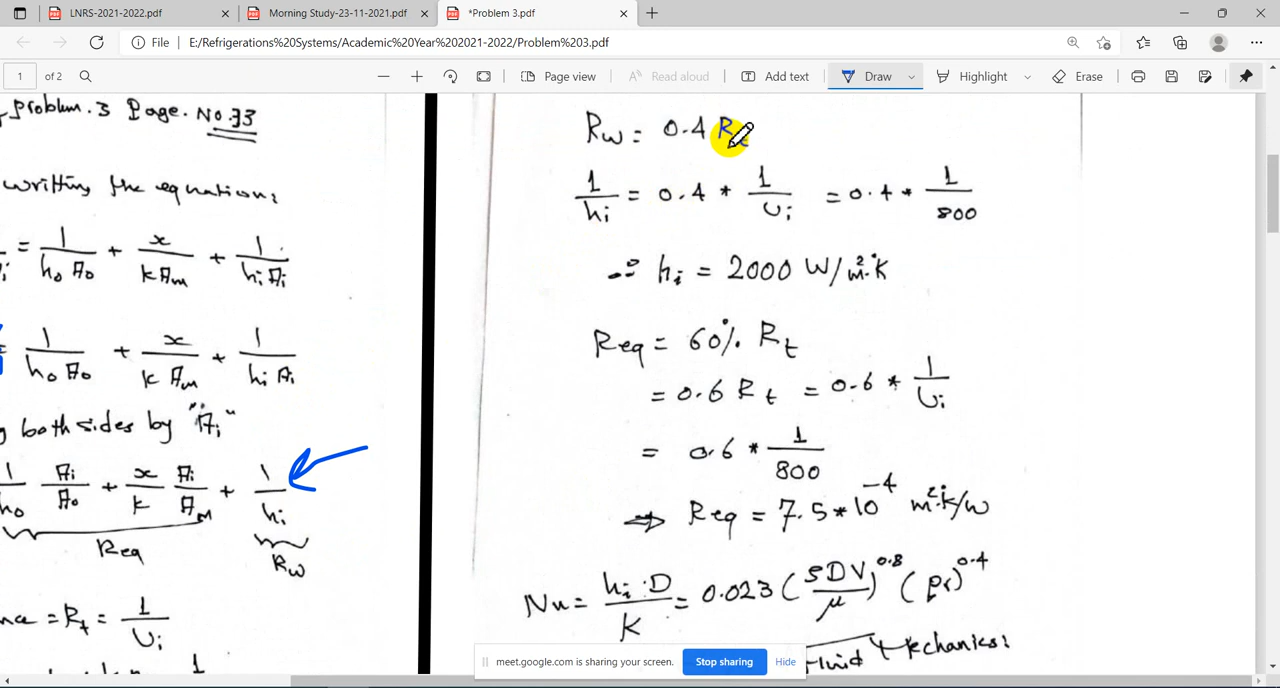 LNRS-2021-2022.pdf
Morning Study-23-11-2021.pdf
*Problem 3.pdf
File
E:/Refrigerations%20Systems/Academic%20Year%202021-2022/Problem%203.pdf
1 of 2
Page view
Read aloud
Add text
Draw
Highlight
Erase
Problem.3 Page.No.33
writting the equation:
= 1/(ho Ao) + x/(k Am) + 1/(hi Ai)
1/(ho Ao) + x/(k Am) + 1/(hi Ai)
both sides by "Ai"
1/ho Ai/Ao + x/k Ai/Am + 1/hi
Req
Rw
= Rt = 1/Ui
1
Rw = 0.4 Rt
1/hi = 0.4 * 1/Ui = 0.4 * 1/800
∴ hi = 2000 W/m².K
Req = 60% Rt
= 0.6 Rt = 0.6 * 1/Ui
= 0.6 * 1/800
⇒ Req = 7.5*10⁻⁴ m².k/w
Nu = hi.D/K = 0.023 (ρDV/μ)^0.8 (pr)^0.4
Fluid Mechanics:
meet.google.com is sharing your screen.
Stop sharing
Hide